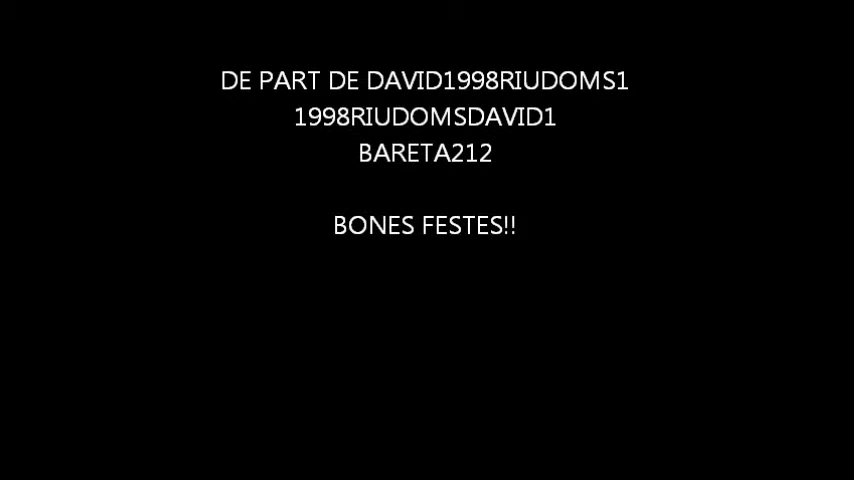 DE PART DE DAVID1998RIUDOMS1
1998RIUDOMSDAVID1
BARETA212
BONES FESTES!!